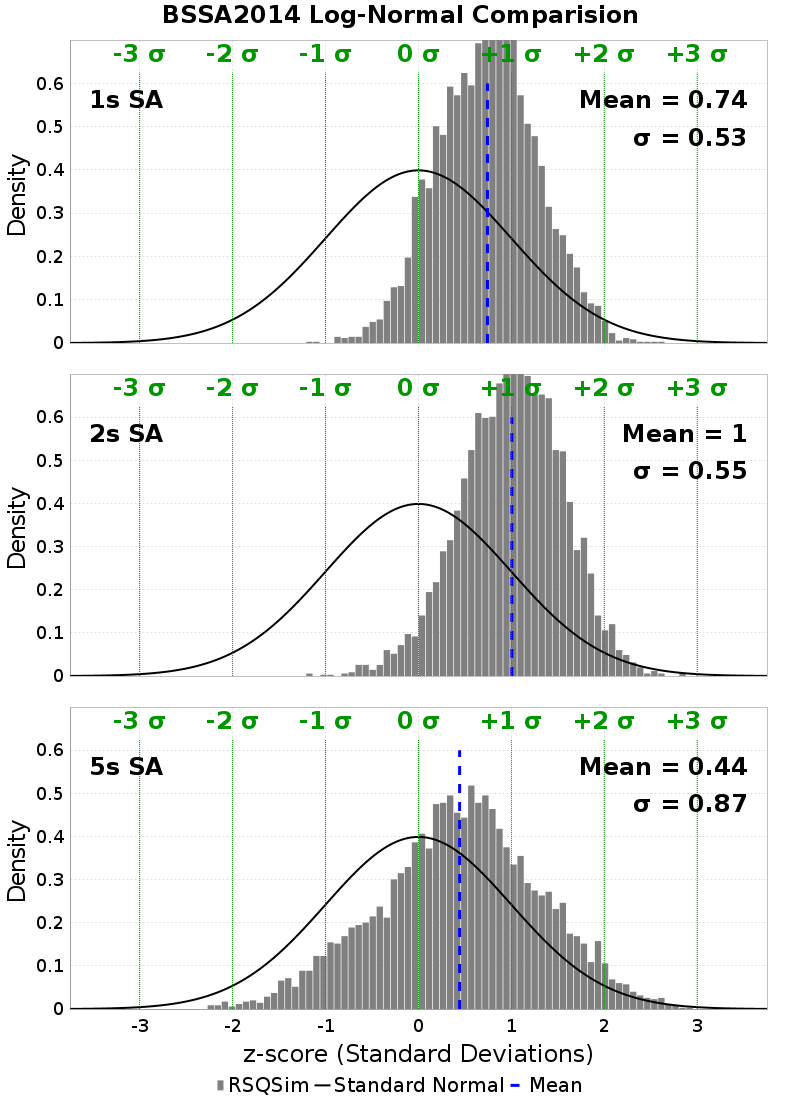 BSSA2014 Log-Normal Comparision
-3 σ -2 σ -1 σ 0 σ +1 σ +2 σ +3 σ
1s SA
Mean = 0.74
σ = 0.53
Density
0.6
0.5
0.4
0.3
0.2
0.1
0
-3 σ -2 σ -1 σ 0 σ +1 σ +2 σ +3 σ
2s SA
Mean = 1
σ = 0.55
Density
0.6
0.5
0.4
0.3
0.2
0.1
0
-3 σ -2 σ -1 σ 0 σ +1 σ +2 σ +3 σ
5s SA
Mean = 0.44
σ = 0.87
Density
0.6
0.5
0.4
0.3
0.2
0.1
0
-3 -2 -1 0 1 2 3
z-score (Standard Deviations)
RSQSim Standard Normal Mean